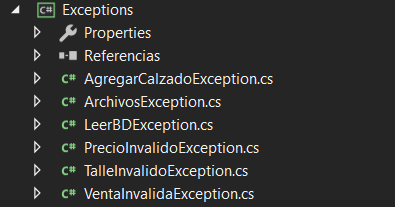 C# Exceptions
Properties
Referencias
C# AgregarCalzadoException.cs
C# ArchivosException.cs
C# LeerBDException.cs
C# PrecioInvalidoException.cs
C# TalleInvalidoException.cs
C# VentaInvalidaException.cs